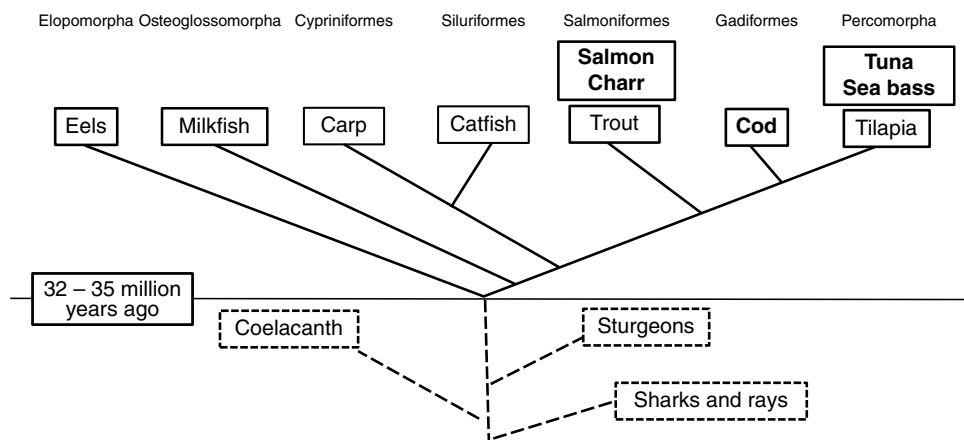 Elopomorpha Osteoglossomorpha Cypriniformes Siluriformes Salmoniformes Gadiformes Percomorpha
Salmon
Charr
Tuna
Sea bass
Eels Milkfish Carp Catfish Trout Cod Tilapia
32 – 35 million
years ago
Coelacanth Sturgeons
Sharks and rays